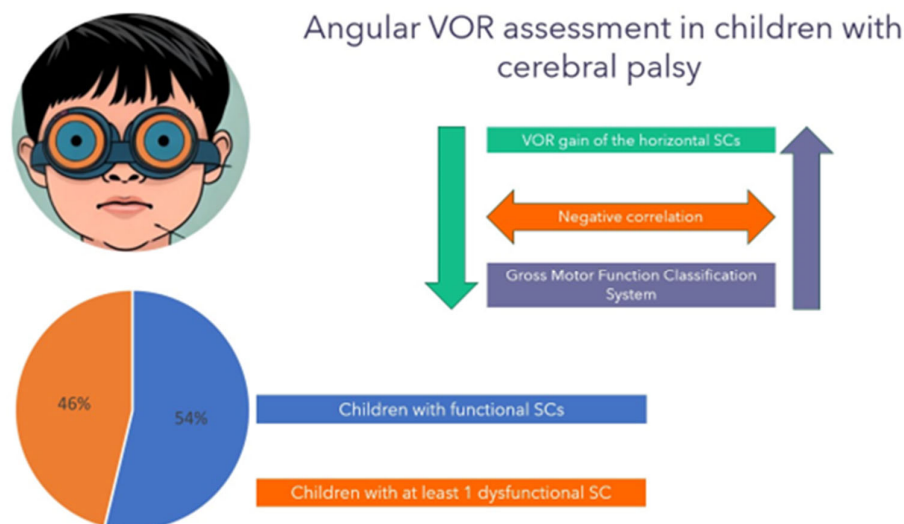 Angular VOR assessment in children with
cerebral palsy
VOR gain of the horizontal SCs
Negative correlation
Gross Motor Function Classification
System
46%
54%
Children with functional SCs
Children with at least 1 dysfunctional SC